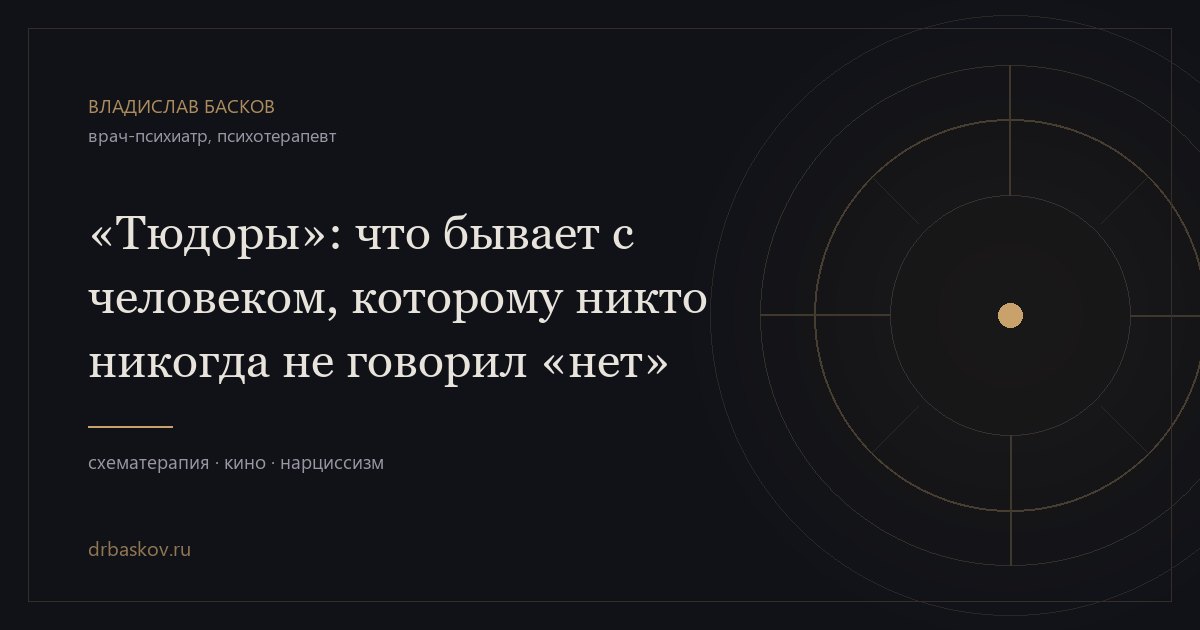 ВЛАДИСЛАВ БАСКОВ
врач-психиатр, психотерапевт
«Тюдоры»: что бывает с
человеком, которому никто
никогда не говорил «нет»
схематерапия · кино · нарциссизм
drbaskov.ru